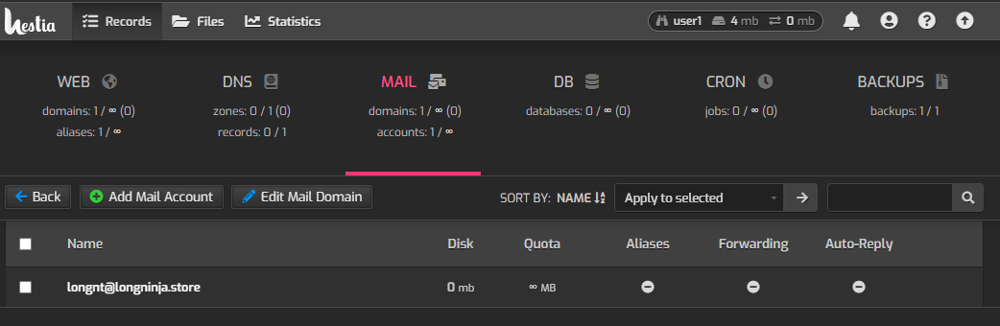 Hestia Records Files Statistics user1 4 mb 0 mb
WEB DNS MAIL DB CRON BACKUPS
domains: 1 / ∞ (0) zones: 0 / 1 (0) domains: 1 / ∞ (0) databases: 0 / ∞ (0) jobs: 0 / ∞ (0) backups: 1 / 1
aliases: 1 / ∞ records: 0 / 1 accounts: 1 / ∞
Back Add Mail Account Edit Mail Domain SORT BY: NAME Apply to selected
Name Disk Quota Aliases Forwarding Auto-Reply
longnt@longninja.store 0 mb ∞ MB